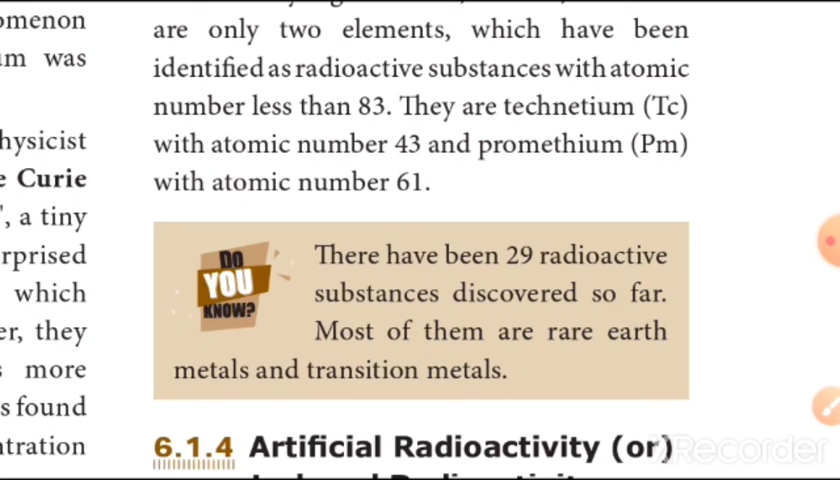 omenon
um was
hysicist
e Curie
", a tiny
rprised
which
er, they
s more
s found
ntration
are only two elements, which have been
identified as radioactive substances with atomic
number less than 83. They are technetium (Tc)
with atomic number 43 and promethium (Pm)
with atomic number 61.
DO
YOU
KNOW?
There have been 29 radioactive
substances discovered so far.
Most of them are rare earth
metals and transition metals.
6.1.4 Artificial Radioactivity (or)
Recorder